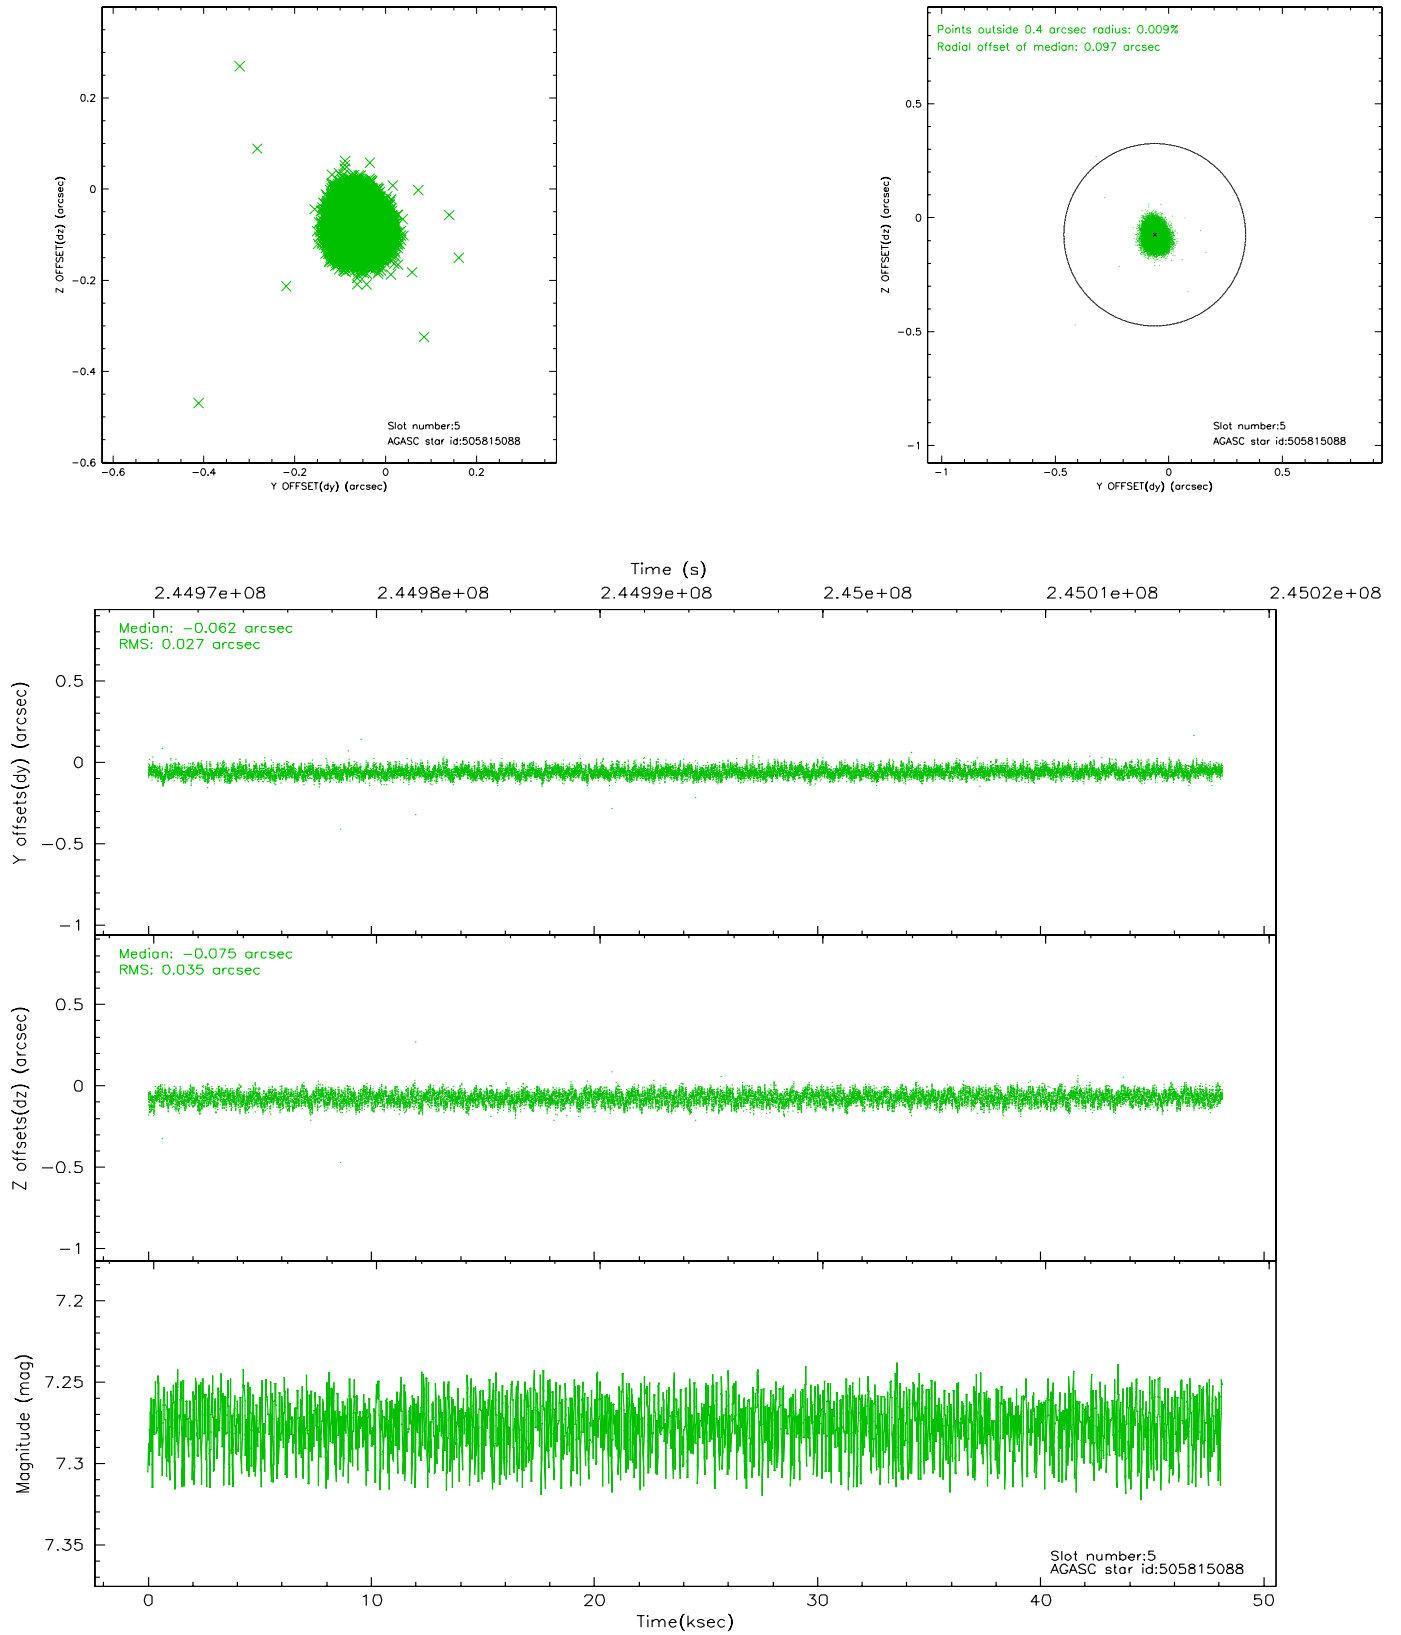 0.2
0
-0.2
-0.4
-0.6
Z OFFSET(dz) (arcsec)
Slot number:5
AGASC star id:505815088
-0.6 -0.4 -0.2 0 0.2
Y OFFSET(dy) (arcsec)
Points outside 0.4 arcsec radius: 0.009%
Radial offset of median: 0.097 arcsec
0.5
0
-0.5
-1
Z OFFSET(dz) (arcsec)
Slot number:5
AGASC star id:505815088
-1 -0.5 0 0.5
Y OFFSET(dy) (arcsec)
Time (s)
2.4497e+08 2.4498e+08 2.4499e+08 2.45e+08 2.4501e+08 2.4502e+08
Median: -0.062 arcsec
RMS: 0.027 arcsec
0.5
0
-0.5
-1
Y offsets(dy) (arcsec)
Median: -0.075 arcsec
RMS: 0.035 arcsec
0.5
0
-0.5
-1
Z offsets(dz) (arcsec)
7.2
7.25
7.3
7.35
Magnitude (mag)
Slot number:5
AGASC star id:505815088
0 10 20 30 40 50
Time(ksec)